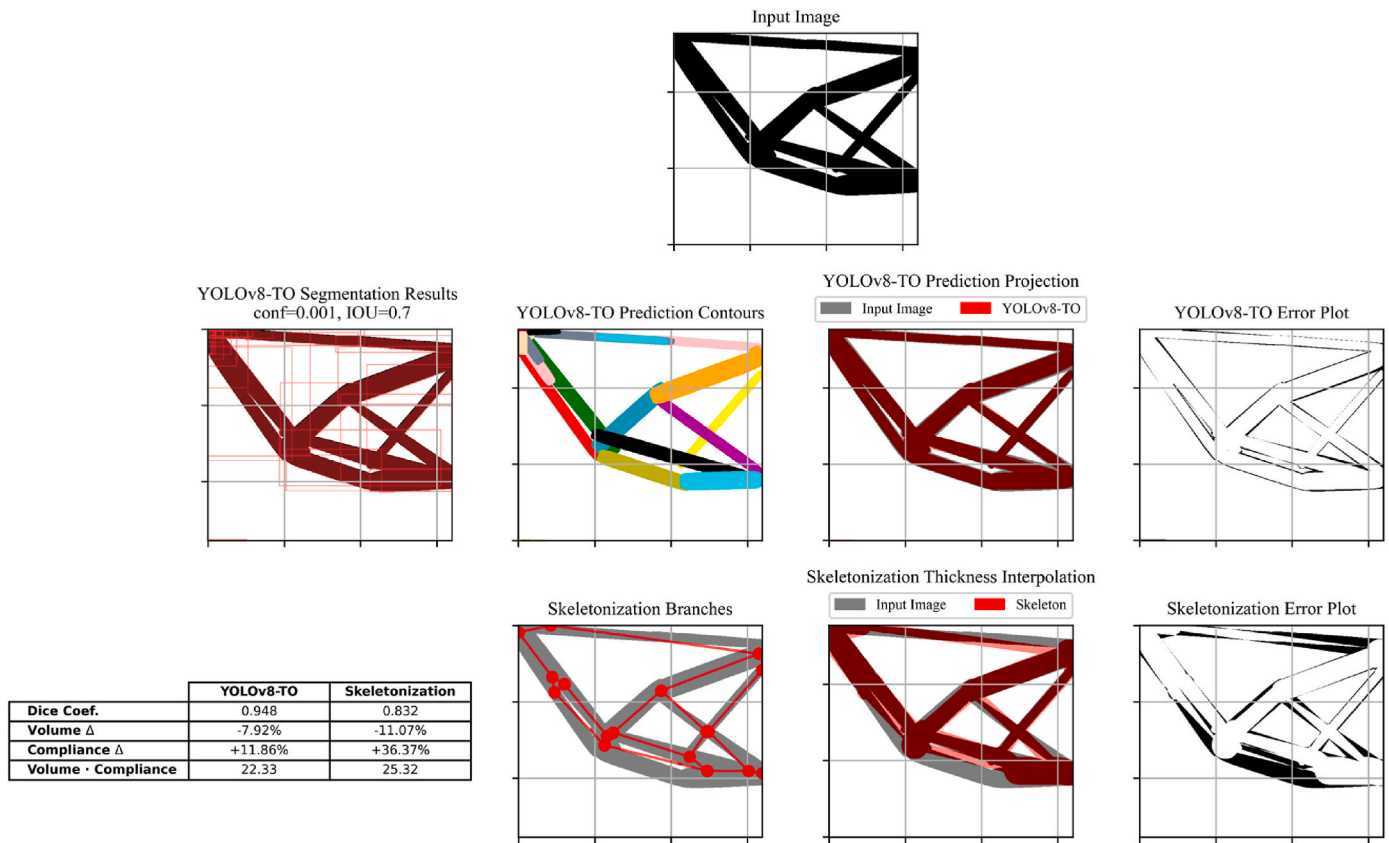 Input Image
YOLOv8-TO Segmentation Results
conf=0.001, IOU=0.7
YOLOv8-TO Prediction Contours
YOLOv8-TO Prediction Projection
Input Image YOLOv8-TO
YOLOv8-TO Error Plot
Skeletonization Branches
Skeletonization Thickness Interpolation
Input Image Skeleton
Skeletonization Error Plot
YOLOv8-TO Skeletonization
Dice Coef. 0.948 0.832
Volume Δ -7.92% -11.07%
Compliance Δ +11.86% +36.37%
Volume · Compliance 22.33 25.32